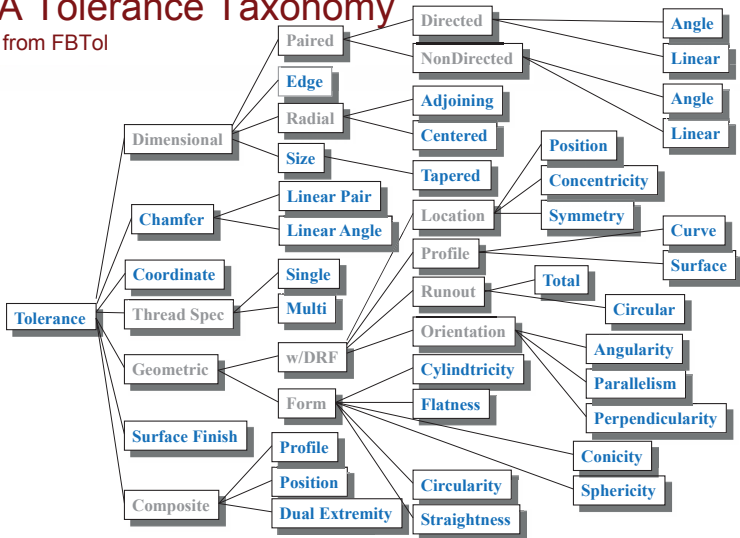 A Tolerance Taxonomy
from FBTol
Tolerance
Dimensional
Chamfer
Coordinate
Thread Spec
Geometric
Surface Finish
Composite
Paired
Edge
Radial
Size
Linear Pair
Linear Angle
Single
Multi
w/DRF
Form
Profile
Position
Dual Extremity
Directed
NonDirected
Adjoining
Centered
Tapered
Location
Profile
Runout
Orientation
Cylindtricity
Flatness
Circularity
Straightness
Position
Concentricity
Symmetry
Total
Circular
Angularity
Parallelism
Perpendicularity
Conicity
Sphericity
Angle
Linear
Angle
Linear
Curve
Surface